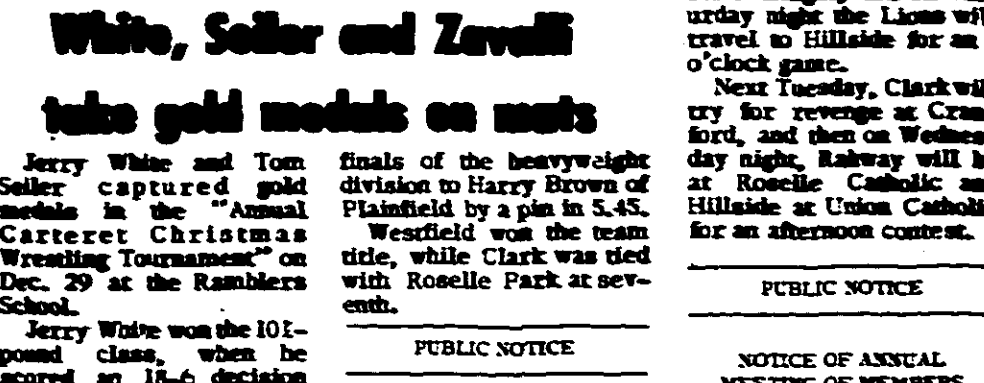 White, Seiler and Zavalli
take gold medals on mats
Jerry White and Tom
Seiler captured gold
medals in the "Annual
Carteret Christmas
Wrestling Tournament" on
Dec. 29 at the Ramblers
School.
Jerry White won the 101-
pound class, when he
scored an 18-6 decision
finals of the heavyweight
division to Harry Brown of
Plainfield by a pin in 5.45.
Westfield won the team
title, while Clark was tied
with Roselle Park at sev-
enth.
PUBLIC NOTICE
urday night the Lions will
travel to Hillside for an
o'clock game.
Next Tuesday, Clark will
try for revenge at Cran-
ford, and then on Wednes-
day night, Rahway will b
at Roselle Catholic an
Hillside at Union Catholi
for an afternoon contest.
PUBLIC NOTICE
NOTICE OF ANNUAL
MEETING OF MEMBERS